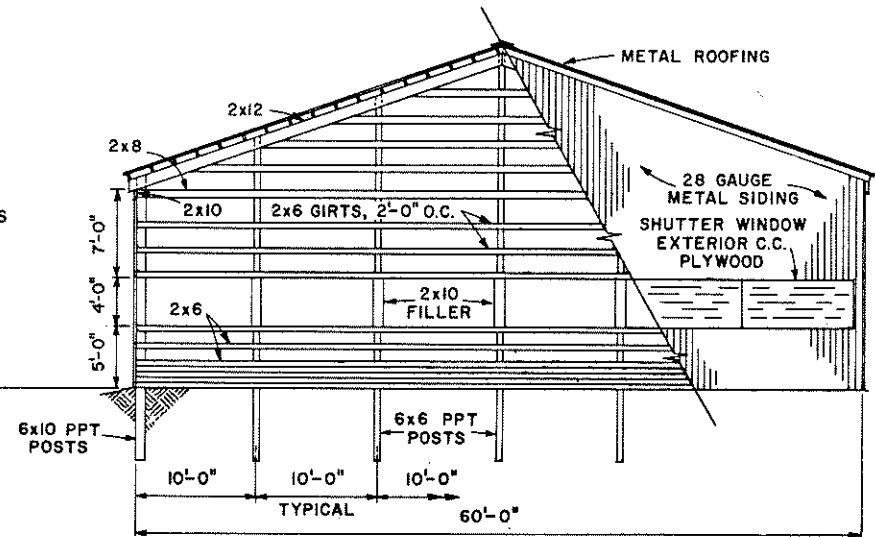 METAL ROOFING
2x12
2x8
28 GAUGE
METAL SIDING
S
2x10
2x6 GIRTS, 2'-0" O.C.
SHUTTER WINDOW
EXTERIOR C.C.
PLYWOOD
7'-0"
4'-0"
5'-0"
2x10
FILLER
2x6
6x10 PPT
POSTS
6x6 PPT
POSTS
10'-0"
10'-0"
10'-0"
TYPICAL
60'-0"